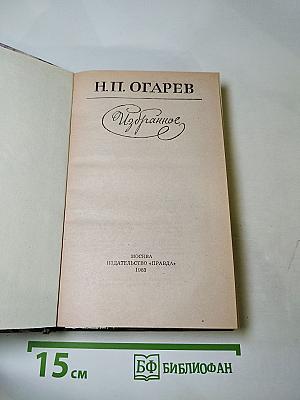 Н.П. ОГАРЕВ
Избранное
МОСКВА
ИЗДАТЕЛЬСТВО «ПРАВДА»
1983
15 см
БФ БИБЛИОФАН